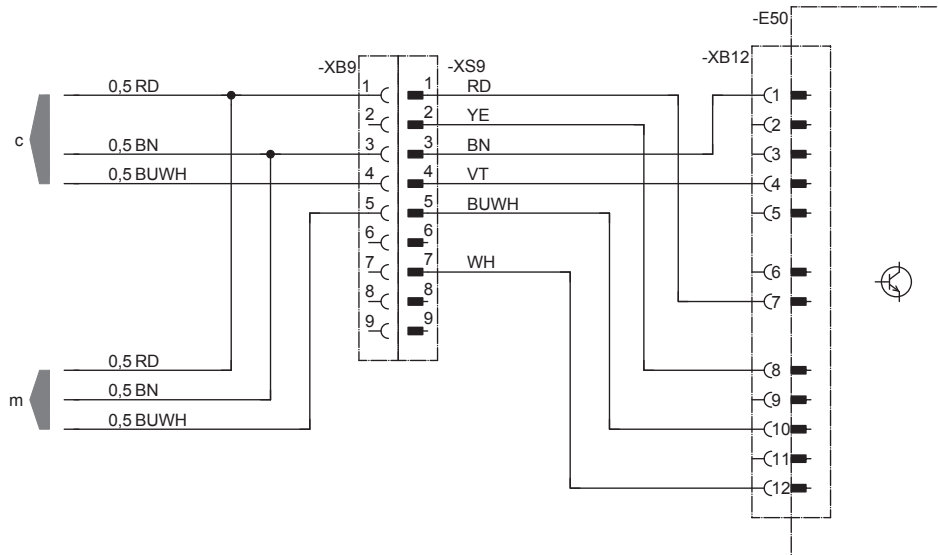 -E50
-XB9 -XS9 -XB12
0,5 RD 1 1 RD 1
2 2 YE 2
c 0,5 BN 3 3 BN 3
0,5 BUWH 4 4 VT 4
5 5 BUWH 5
6 6
7 7 WH 6
8 8 7
9 9
0,5 RD 8
m 0,5 BN 9
0,5 BUWH 10
11
12